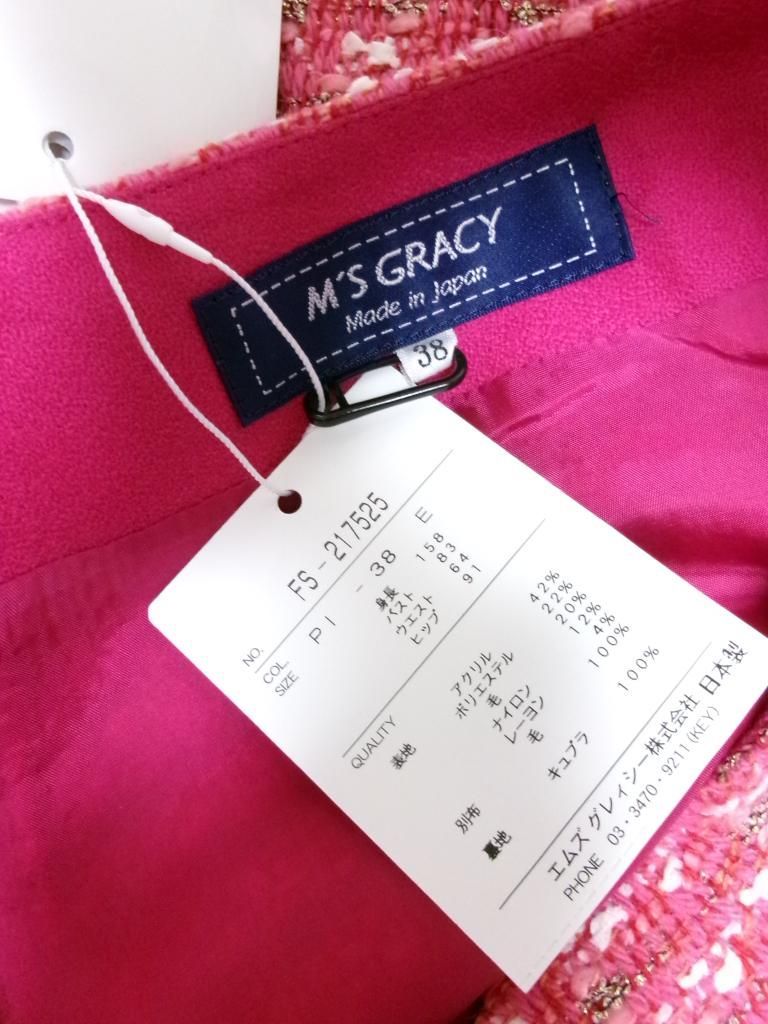 M'S GRACY
Made in Japan
38
NO. FS-217525
COL. SIZE PI - 38 E
身長 158
バスト 83
ウエスト 64
ヒップ 91
QUALITY
表地 アクリル 42%
ポリエステル 22%
毛 20%
ナイロン 12%
レーヨン 4%
別布 毛 100%
裏地 キュプラ 100%
エムズ グレィシー株式会社 日本製
PHONE 03・3470・9211(KEY)